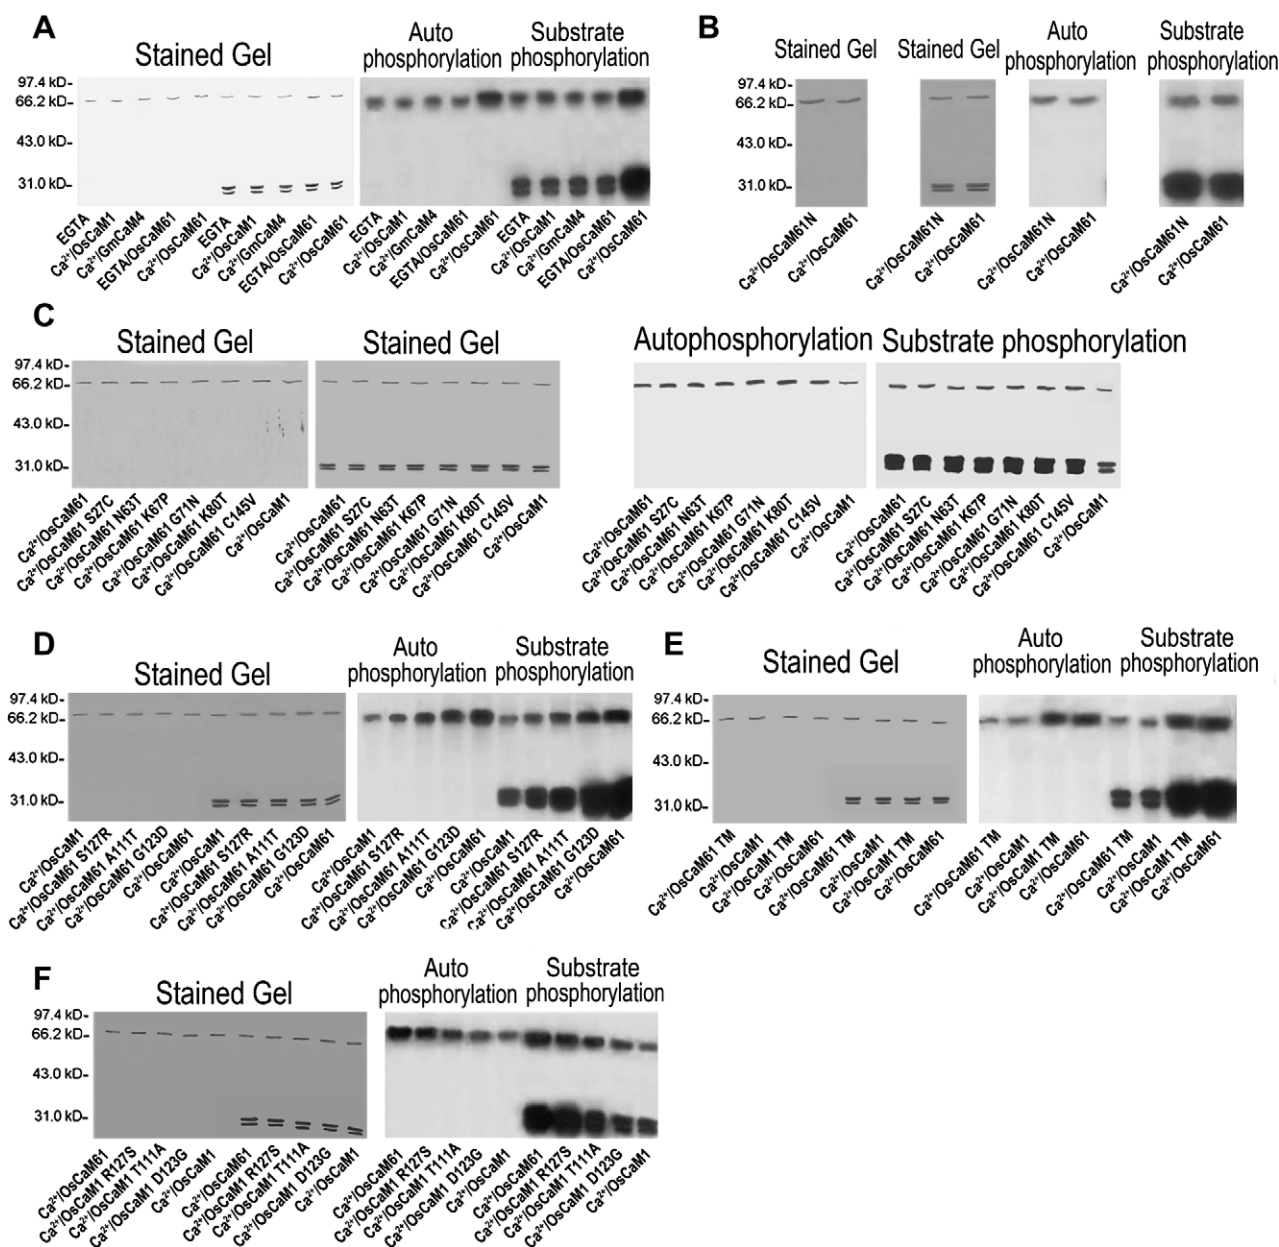 A
Stained Gel
Auto
phosphorylation
Substrate
phosphorylation
97.4 kD-
66.2 kD-
43.0 kD-
31.0 kD-
EGTA
Ca²⁺/OsCaM1
Ca²⁺/GmCaM4
EGTA/OsCaM61
Ca²⁺/OsCaM61
EGTA
Ca²⁺/OsCaM1
Ca²⁺/GmCaM4
EGTA/OsCaM61
Ca²⁺/OsCaM61
EGTA
Ca²⁺/OsCaM1
Ca²⁺/GmCaM4
EGTA/OsCaM61
Ca²⁺/OsCaM61
EGTA
Ca²⁺/OsCaM1
Ca²⁺/GmCaM4
EGTA/OsCaM61
Ca²⁺/OsCaM61
B
Stained Gel
Stained Gel
Auto
phosphorylation
Substrate
phosphorylation
97.4 kD-
66.2 kD-
43.0 kD-
31.0 kD-
Ca²⁺/OsCaM61N
Ca²⁺/OsCaM61
Ca²⁺/OsCaM61N
Ca²⁺/OsCaM61
Ca²⁺/OsCaM61N
Ca²⁺/OsCaM61
Ca²⁺/OsCaM61N
Ca²⁺/OsCaM61
C
Stained Gel
Stained Gel
Autophosphorylation
Substrate phosphorylation
97.4 kD-
66.2 kD-
43.0 kD-
31.0 kD-
Ca²⁺/OsCaM61
Ca²⁺/OsCaM61 S27C
Ca²⁺/OsCaM61 N63T
Ca²⁺/OsCaM61 K67P
Ca²⁺/OsCaM61 G71N
Ca²⁺/OsCaM61 K80T
Ca²⁺/OsCaM61 C145V
Ca²⁺/OsCaM1
Ca²⁺/OsCaM61
Ca²⁺/OsCaM61 S27C
Ca²⁺/OsCaM61 N63T
Ca²⁺/OsCaM61 K67P
Ca²⁺/OsCaM61 G71N
Ca²⁺/OsCaM61 K80T
Ca²⁺/OsCaM61 C145V
Ca²⁺/OsCaM1
Ca²⁺/OsCaM61
Ca²⁺/OsCaM61 S27C
Ca²⁺/OsCaM61 N63T
Ca²⁺/OsCaM61 K67P
Ca²⁺/OsCaM61 G71N
Ca²⁺/OsCaM61 K80T
Ca²⁺/OsCaM61 C145V
Ca²⁺/OsCaM1
Ca²⁺/OsCaM61
Ca²⁺/OsCaM61 S27C
Ca²⁺/OsCaM61 N63T
Ca²⁺/OsCaM61 K67P
Ca²⁺/OsCaM61 G71N
Ca²⁺/OsCaM61 K80T
Ca²⁺/OsCaM61 C145V
Ca²⁺/OsCaM1
D
Stained Gel
Auto
phosphorylation
Substrate
phosphorylation
97.4 kD-
66.2 kD-
43.0 kD-
31.0 kD-
Ca²⁺/OsCaM1
Ca²⁺/OsCaM61 S127R
Ca²⁺/OsCaM61 A111T
Ca²⁺/OsCaM61 G123D
Ca²⁺/OsCaM61
Ca²⁺/OsCaM1
Ca²⁺/OsCaM61 S127R
Ca²⁺/OsCaM61 A111T
Ca²⁺/OsCaM61 G123D
Ca²⁺/OsCaM61
Ca²⁺/OsCaM1
Ca²⁺/OsCaM61 S127R
Ca²⁺/OsCaM61 A111T
Ca²⁺/OsCaM61 G123D
Ca²⁺/OsCaM61
Ca²⁺/OsCaM1
Ca²⁺/OsCaM61 S127R
Ca²⁺/OsCaM61 A111T
Ca²⁺/OsCaM61 G123D
Ca²⁺/OsCaM61
E
Stained Gel
Auto
phosphorylation
Substrate
phosphorylation
97.4 kD-
66.2 kD-
43.0 kD-
31.0 kD-
Ca²⁺/OsCaM61 TM
Ca²⁺/OsCaM1
Ca²⁺/OsCaM1 TM
Ca²⁺/OsCaM61
Ca²⁺/OsCaM61 TM
Ca²⁺/OsCaM1
Ca²⁺/OsCaM1 TM
Ca²⁺/OsCaM61
Ca²⁺/OsCaM61 TM
Ca²⁺/OsCaM1
Ca²⁺/OsCaM1 TM
Ca²⁺/OsCaM61
Ca²⁺/OsCaM61 TM
Ca²⁺/OsCaM1
Ca²⁺/OsCaM1 TM
Ca²⁺/OsCaM61
F
Stained Gel
Auto
phosphorylation
Substrate
phosphorylation
97.4 kD-
66.2 kD-
43.0 kD-
31.0 kD-
Ca²⁺/OsCaM61
Ca²⁺/OsCaM1 R127S
Ca²⁺/OsCaM1 T111A
Ca²⁺/OsCaM1 D123G
Ca²⁺/OsCaM1
Ca²⁺/OsCaM61
Ca²⁺/OsCaM1 R127S
Ca²⁺/OsCaM1 T111A
Ca²⁺/OsCaM1 D123G
Ca²⁺/OsCaM1
Ca²⁺/OsCaM61
Ca²⁺/OsCaM1 R127S
Ca²⁺/OsCaM1 T111A
Ca²⁺/OsCaM1 D123G
Ca²⁺/OsCaM1
Ca²⁺/OsCaM61
Ca²⁺/OsCaM1 R127S
Ca²⁺/OsCaM1 T111A
Ca²⁺/OsCaM1 D123G
Ca²⁺/OsCaM1